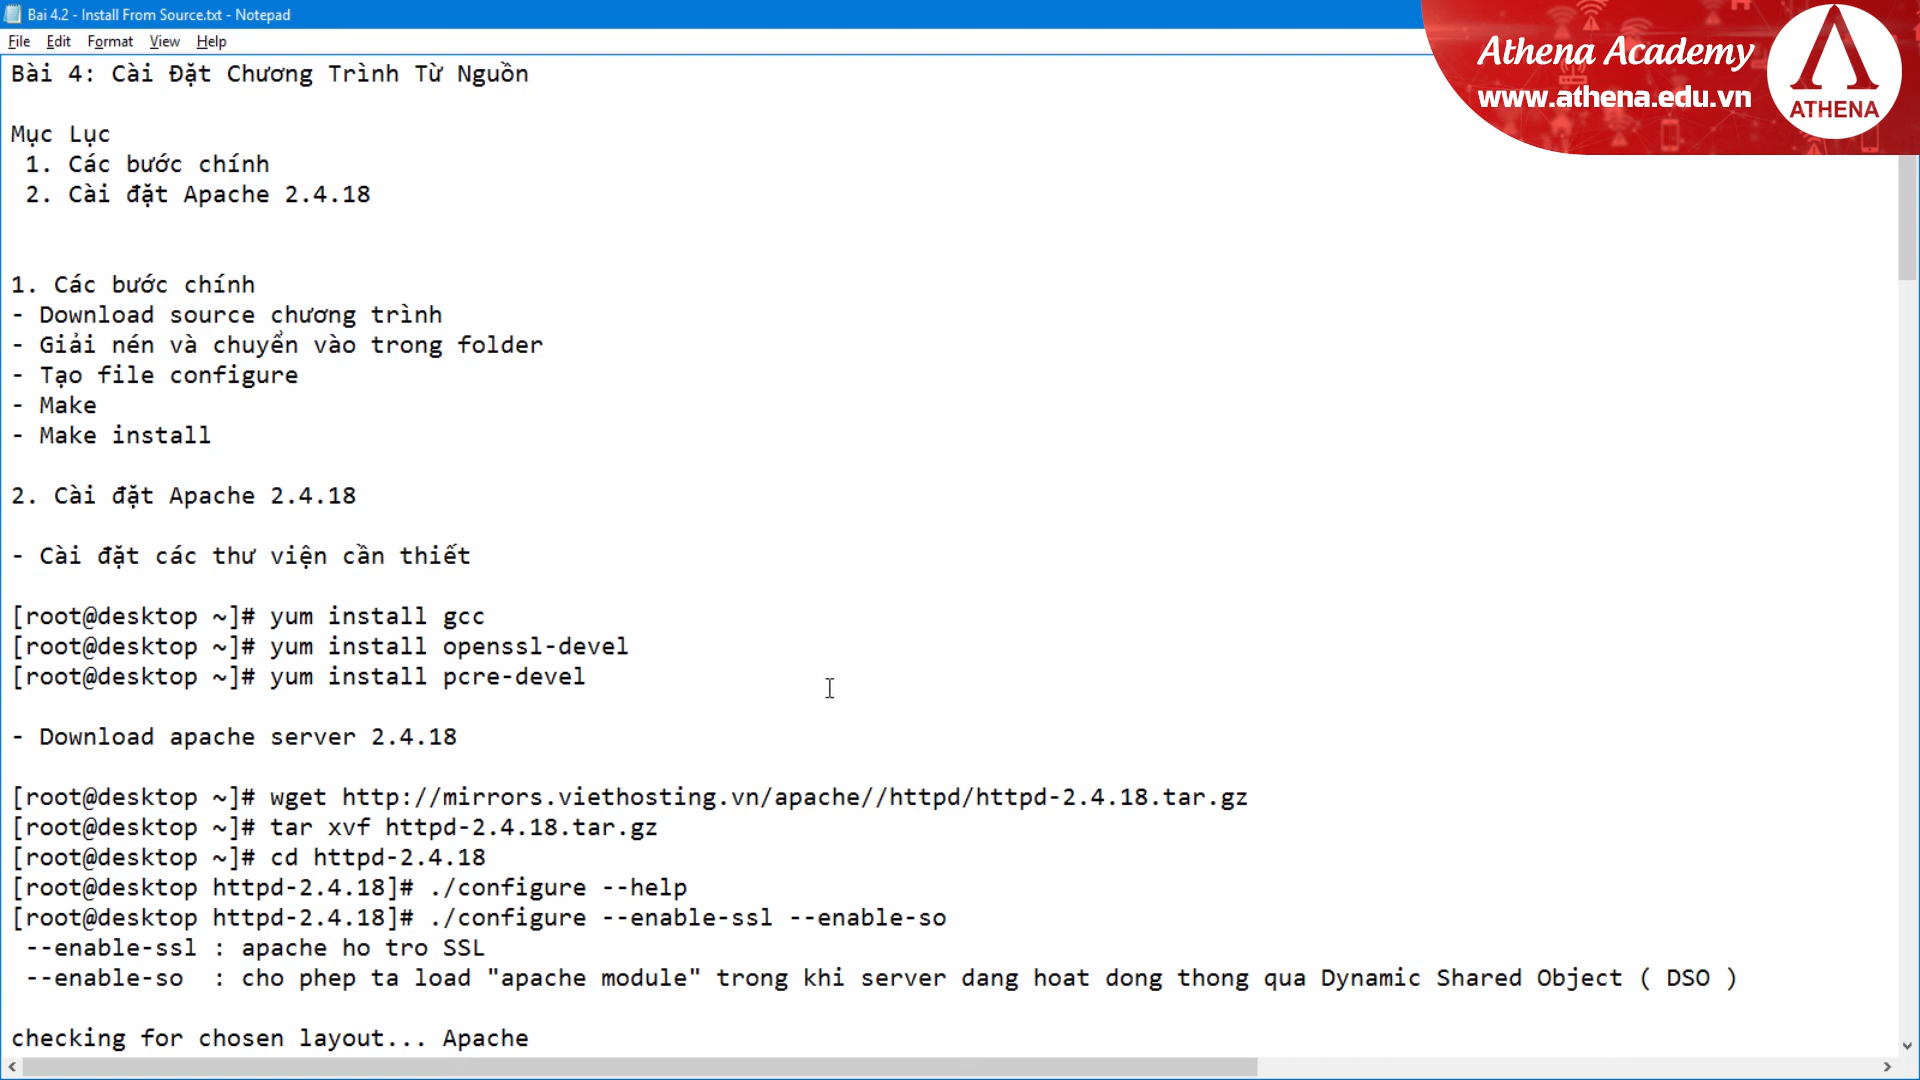 Bai 4.2 - Install From Source.txt - Notepad
File Edit Format View Help
Athena Academy
www.athena.edu.vn
ATHENA
Bài 4: Cài Đặt Chương Trình Từ Nguồn
Mục Lục
1. Các bước chính
2. Cài đặt Apache 2.4.18
1. Các bước chính
- Download source chương trình
- Giải nén và chuyển vào trong folder
- Tạo file configure
- Make
- Make install
2. Cài đặt Apache 2.4.18
- Cài đặt các thư viện cần thiết
[root@desktop ~]# yum install gcc
[root@desktop ~]# yum install openssl-devel
[root@desktop ~]# yum install pcre-devel
- Download apache server 2.4.18
[root@desktop ~]# wget http://mirrors.viethosting.vn/apache//httpd/httpd-2.4.18.tar.gz
[root@desktop ~]# tar xvf httpd-2.4.18.tar.gz
[root@desktop ~]# cd httpd-2.4.18
[root@desktop httpd-2.4.18]# ./configure --help
[root@desktop httpd-2.4.18]# ./configure --enable-ssl --enable-so
--enable-ssl : apache ho tro SSL
--enable-so  : cho phep ta load "apache module" trong khi server dang hoat dong thong qua Dynamic Shared Object ( DSO )
checking for chosen layout... Apache